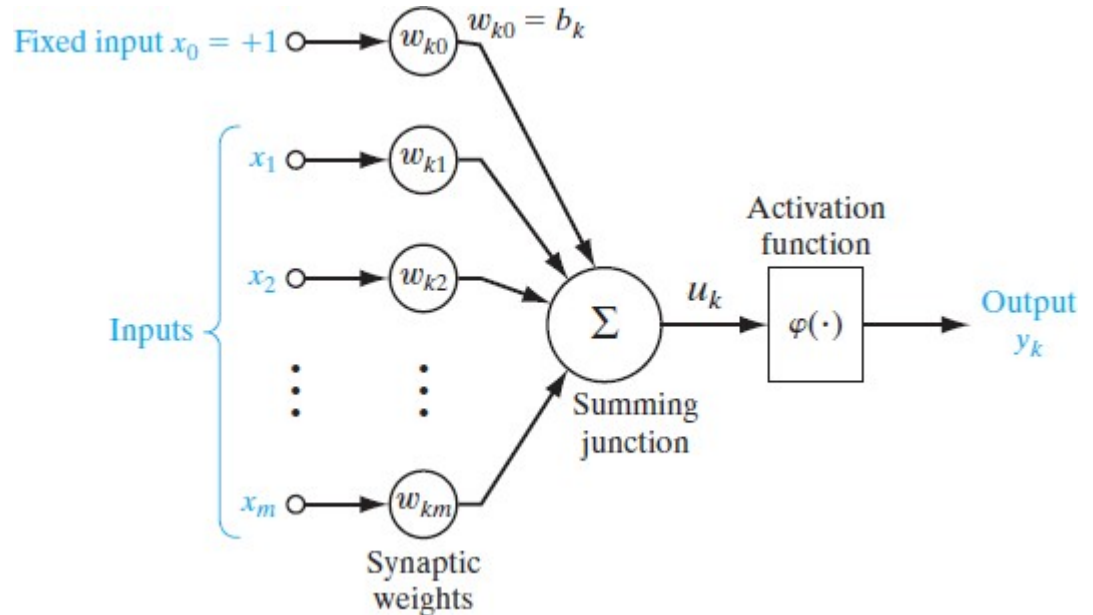 Fixed input x₀ = +1
wₖ₀
wₖ₀ = bₖ
x₁
wₖ₁
x₂
wₖ₂
Inputs
⋮
⋮
xₘ
wₖₘ
Synaptic
weights
Σ
Summing
junction
uₖ
Activation
function
φ(·)
Output
yₖ